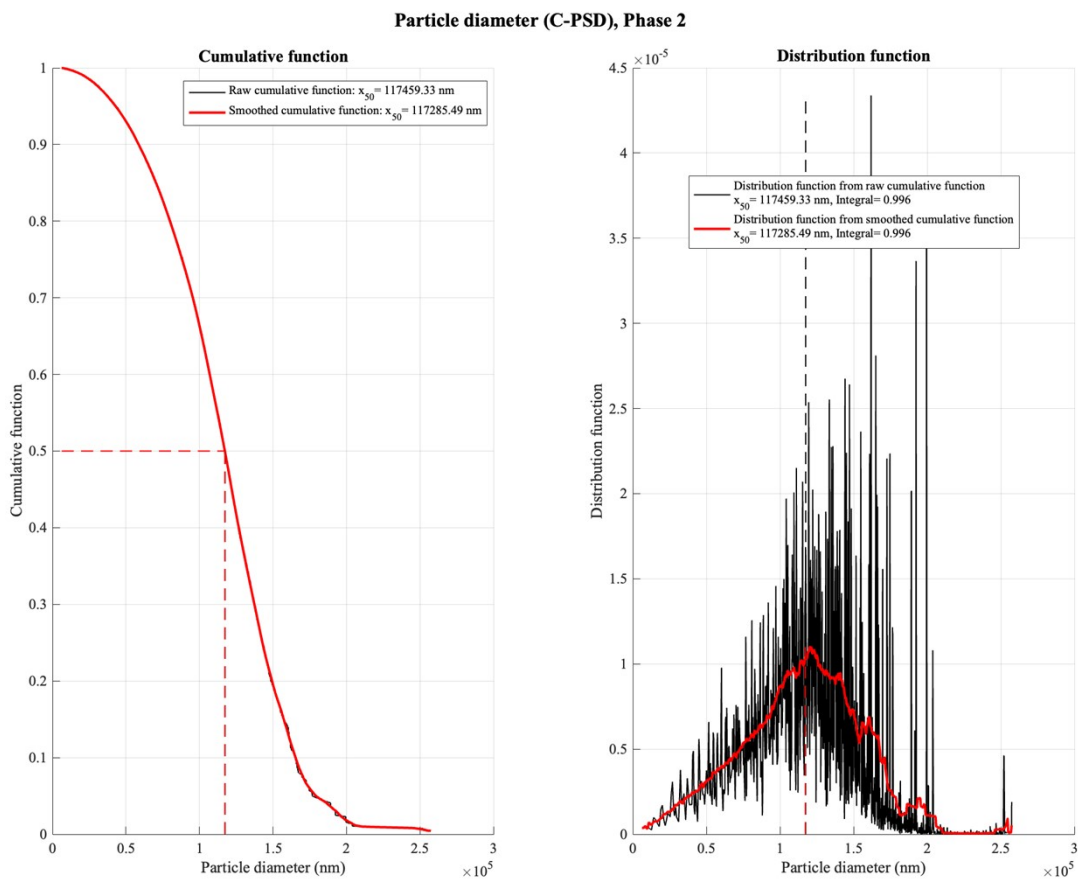 Particle diameter (C-PSD), Phase 2
Cumulative function
1
0.9
0.8
0.7
0.6
0.5
0.4
0.3
0.2
0.1
0
Cumulative function
Raw cumulative function: x50= 117459.33 nm
Smoothed cumulative function: x50= 117285.49 nm
0 0.5 1 1.5 2 2.5 3
Particle diameter (nm)
×10^5
Distribution function
×10^-5
4.5
4
3.5
3
2.5
2
1.5
1
0.5
0
Distribution function
Distribution function from raw cumulative function
x50= 117459.33 nm, Integral= 0.996
Distribution function from smoothed cumulative function
x50= 117285.49 nm, Integral= 0.996
0 0.5 1 1.5 2 2.5 3
Particle diameter (nm)
×10^5